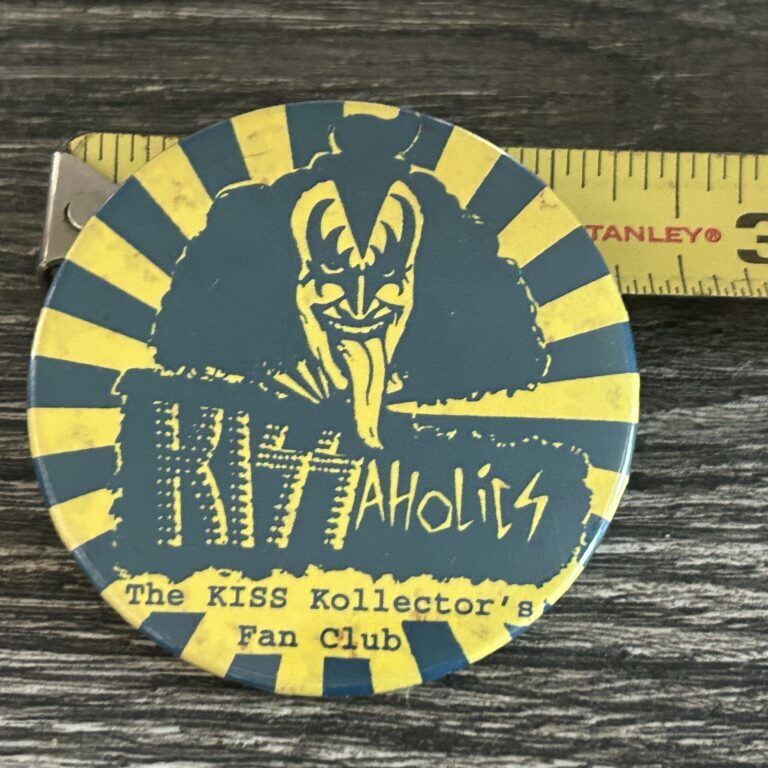 STANLEY®
3
KISSAHOLiCS
The KISS Kollector's
Fan Club